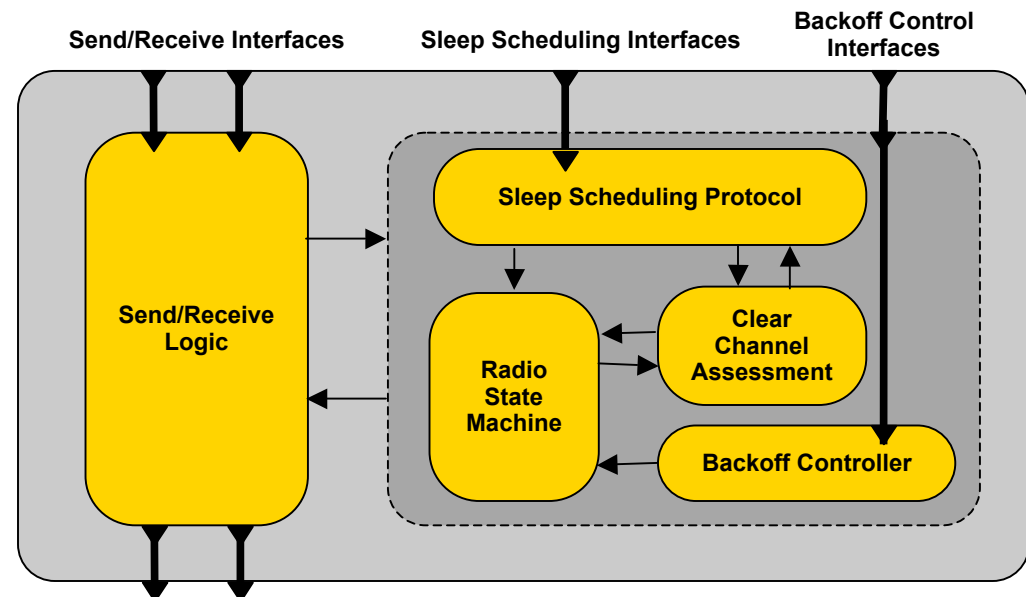 Send/Receive Interfaces
Sleep Scheduling Interfaces
Backoff Control
Interfaces
Sleep Scheduling Protocol
Send/Receive
Logic
Clear
Channel
Assessment
Radio
State
Machine
Backoff Controller